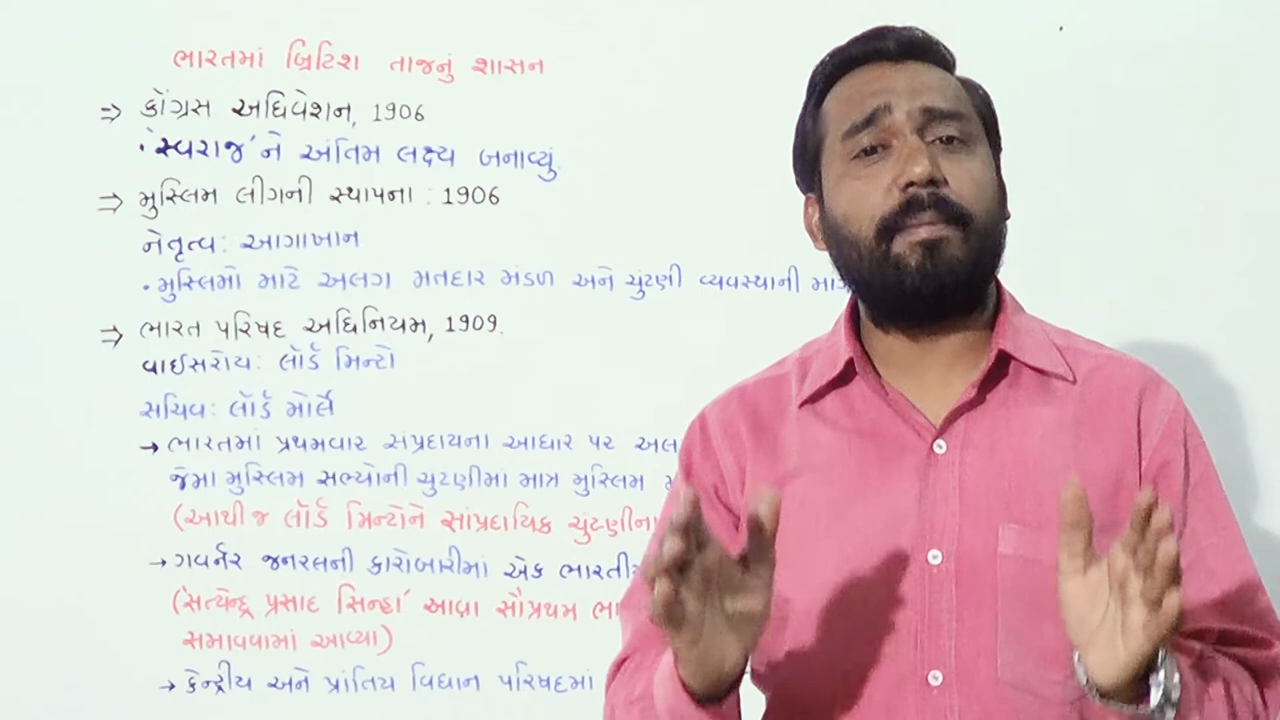 ભારતમાં બ્રિટિશ તાજનું શાસન
⇒ કોંગ્રસ અધિવેશન, 1906
• 'સ્વરાજ' ને અંતિમ લક્ષ્ય બનાવ્યું.
⇒ મુસ્લિમ લીગની સ્થાપના : 1906
નેતૃત્વ: આગાખાન
• મુસ્લિમો માટે અલગ મતદાર મંડળ અને ચુંટણી વ્યવસ્થાની
⇒ ભારત પરિષદ અધિનિયમ, 1909.
વાઈસરોય: લૉર્ડ મિન્ટો
સચિવ: લૉર્ડ મોર્લે
→ ભારતમાં પ્રથમવાર સંપ્રદાયના આધાર પર
જેમા મુસ્લિમ સભ્યોની ચુટણીમાં માત્ર મુસ્લિમ
(આથી જ લૉર્ડ મિન્ટોને સાંપ્રદાયિક ચુંટણીના
→ ગવર્નર જનરલની કારોબારીમાં એક
('સત્યેન્દ્ર પ્રસાદ સિન્હા' આવા સૌપ્રથમ
સમાવવામાં આવ્યા)
→ કેન્દ્રીય અને પ્રાંતિય વિધાન પરિષદમાં